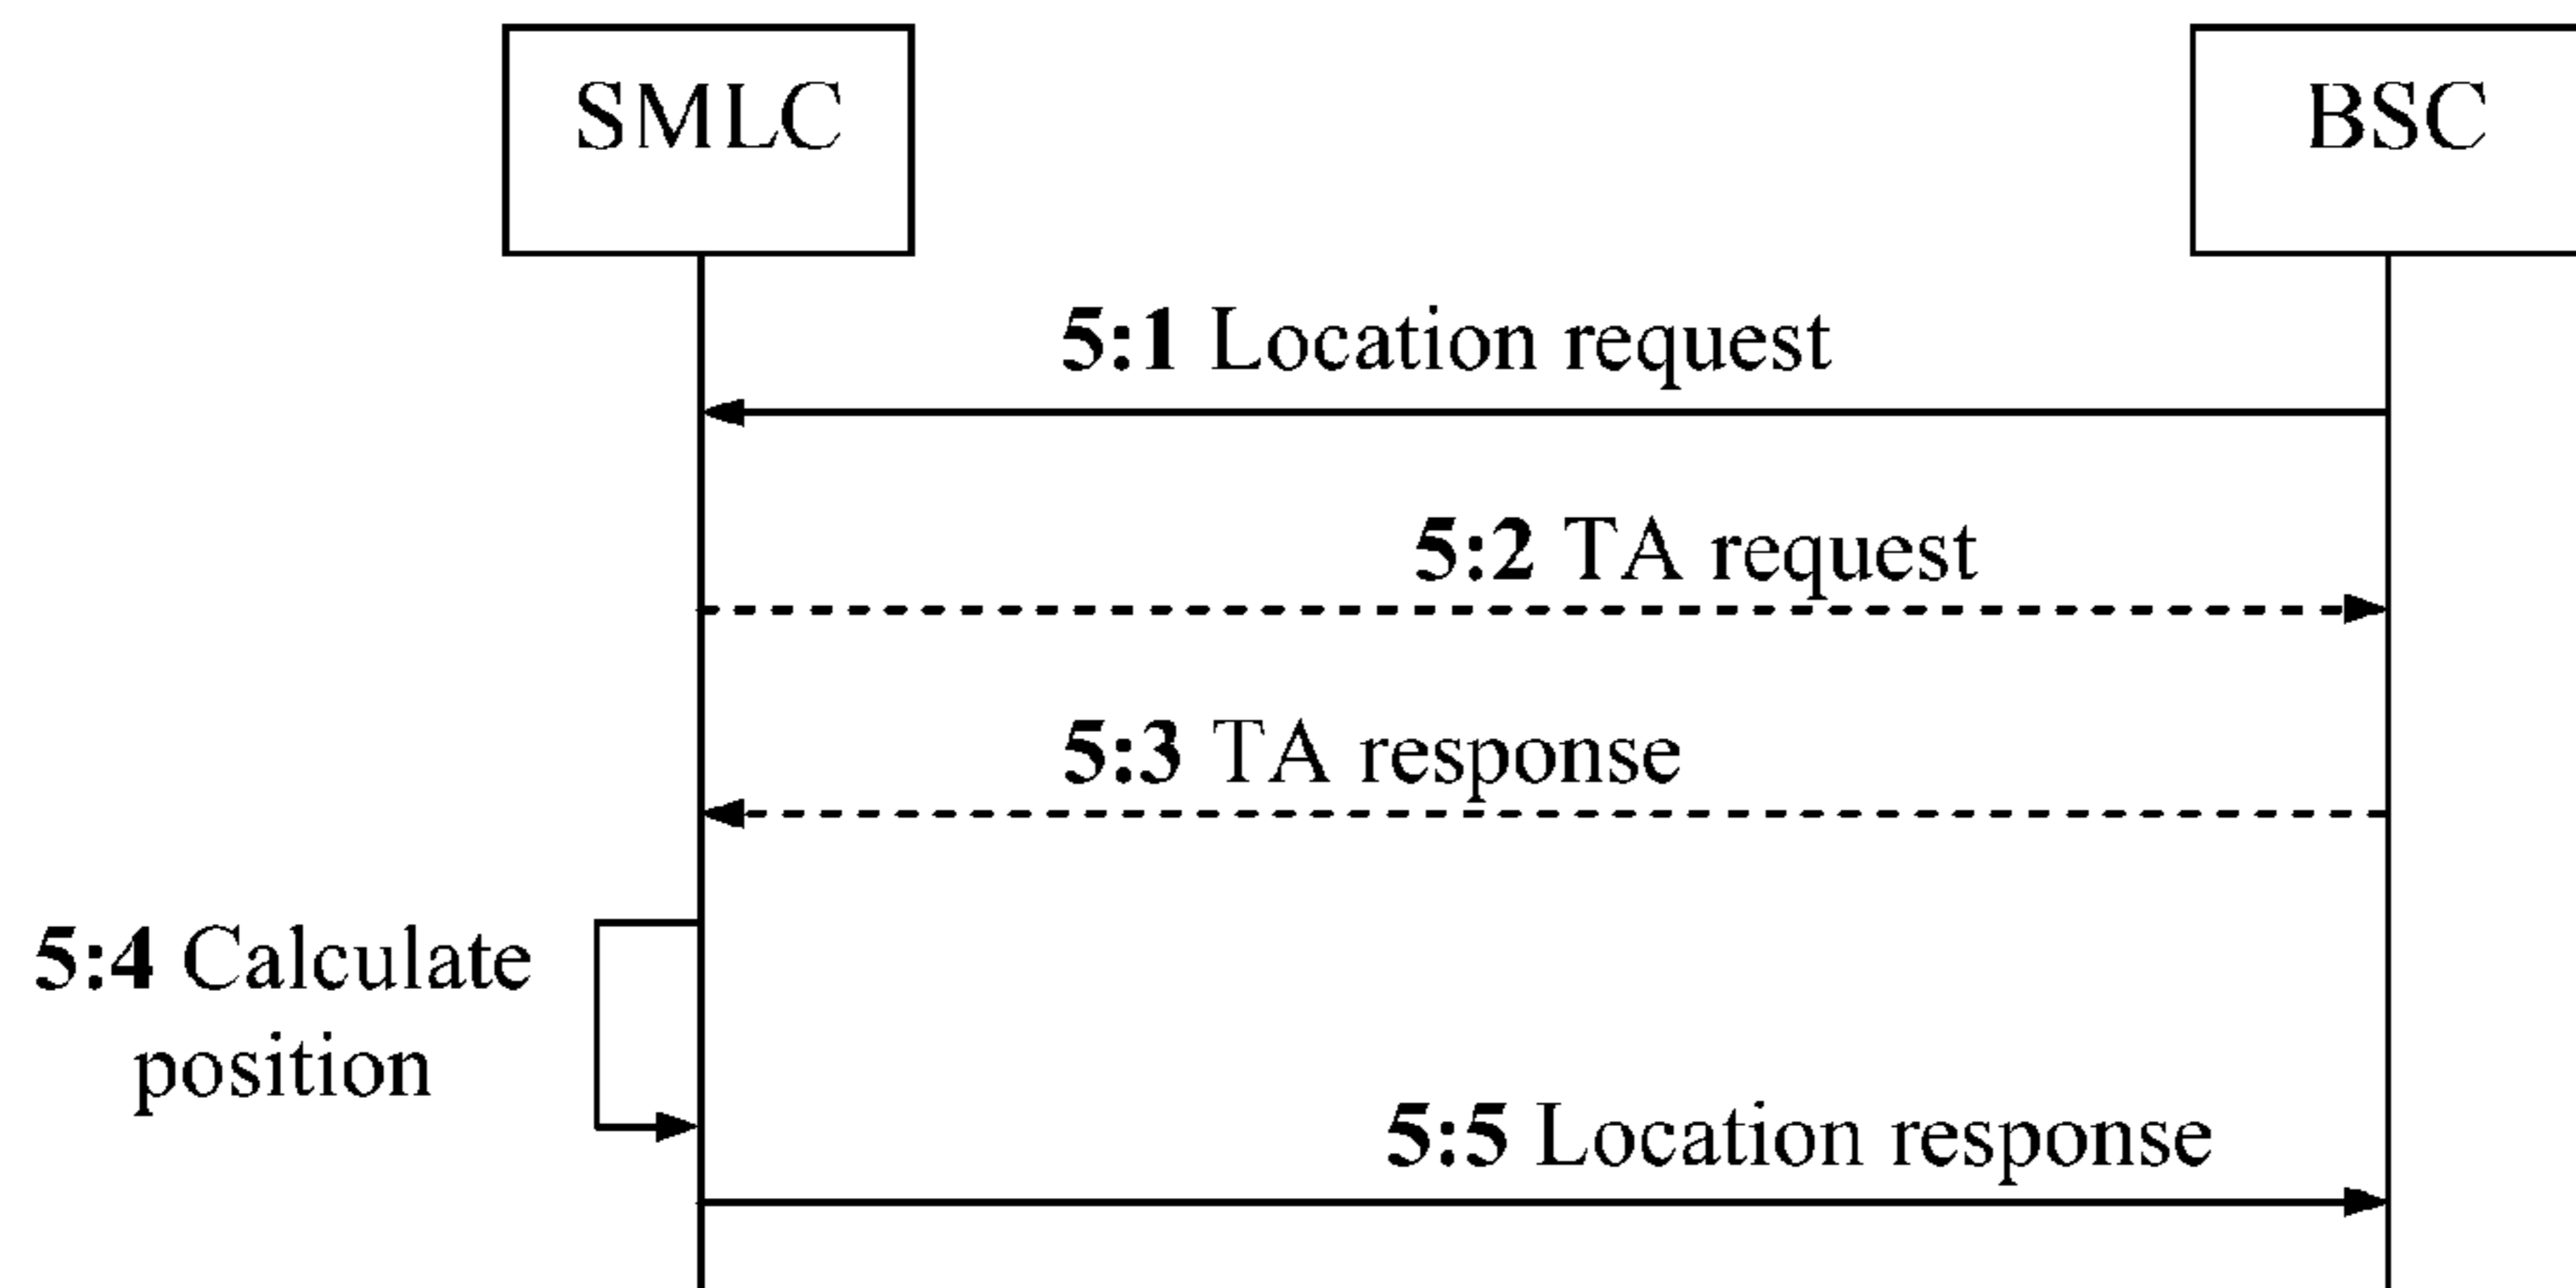 SMLC
BSC
5:1 Location request
5:2 TA request
5:3 TA response
5:4 Calculate
position
5:5 Location response